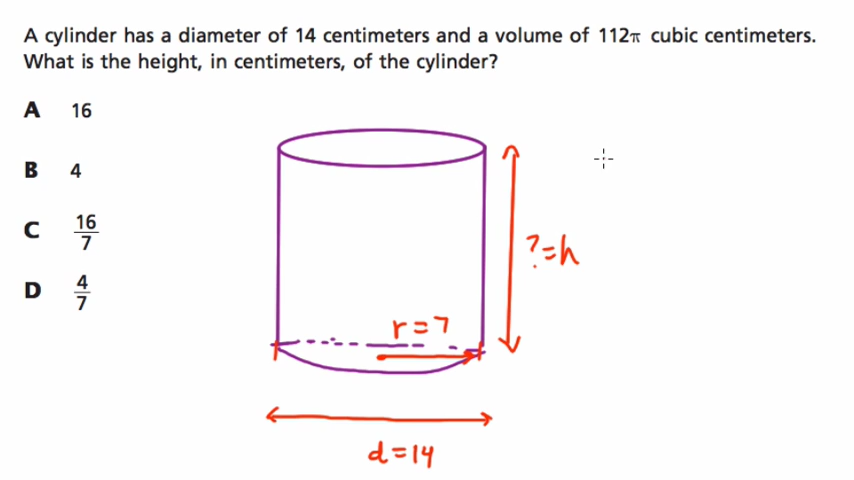 A cylinder has a diameter of 14 centimeters and a volume of 112π cubic centimeters.
What is the height, in centimeters, of the cylinder?
A 16
B 4
C 16/7
D 4/7
?=h
r=7
d=14